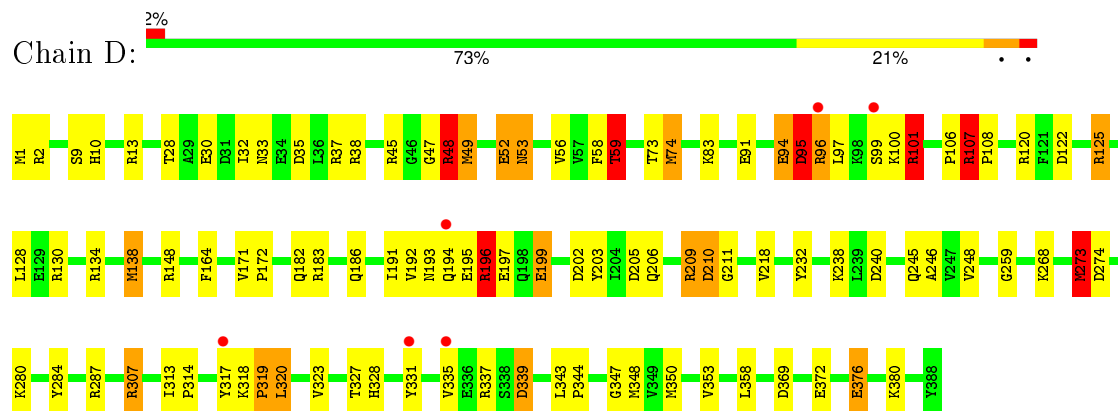 2%
Chain D:
73% 21% • •
M1 R2 S9 H10 R13 T28 A29 E30 D31 I32 N33 E34 D35 L36 R37 R38 R45 G46 G47 R48 M49 E52 N53 V56 V57 F58 T59 T73 M74 K83 E91 E94 D95 R96 L97 K98 S99 K100 R101 P106 R107 P108 R120 F121 D122 R125
L128 E129 R130 R134 M138 R148 F164 V171 P172 Q182 R183 Q186 I191 V192 N193 Q194 E195 R196 E197 Q198 E199 D202 Y203 I204 D205 Q206 R209 D210 G211 V218 Y232 K238 L239 D240 Q245 A246 V247 V248 G259 K268 M273 D274
K280 Y284 R287 R307 I313 P314 Y317 K318 P319 L320 V323 T327 H328 Y331 V335 E336 R337 S338 D339 L343 P344 G347 M348 V349 M350 V353 L358 D369 E372 E376 K380 Y388